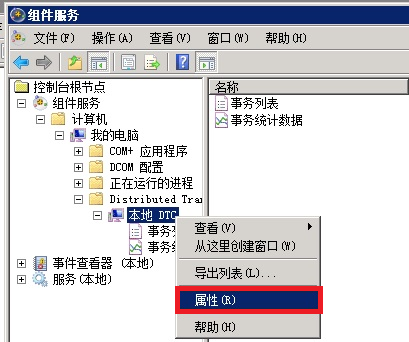 组件服务
文件(F) 操作(A) 查看(V) 窗口(W) 帮助(H)
控制台根节点
组件服务
计算机
我的电脑
COM+ 应用程序
DCOM 配置
正在运行的进程
Distributed Tra
本地 DTC
事务
事务
事件查看器 (本地)
服务(本地)
名称
事务列表
事务统计数据
查看(V)
从这里创建窗口(W)
导出列表(L)...
属性(R)
帮助(H)